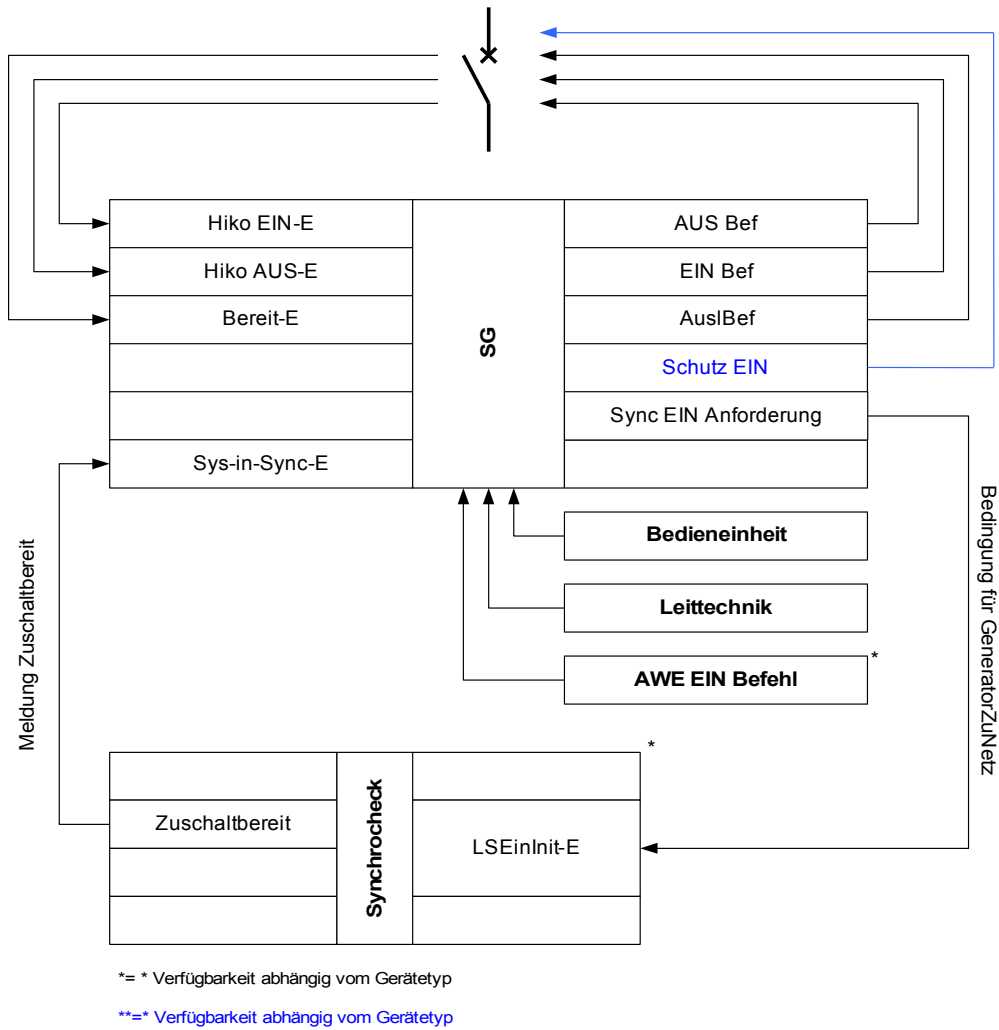 Hiko EIN-E
SG
AUS Bef
Hiko AUS-E
EIN Bef
Bereit-E
AuslBef
Schutz EIN
Sync EIN Anforderung
Sys-in-Sync-E
Meldung Zuschaltbereit
Bedingung für GeneratorZuNetz
Bedieneinheit
Leittechnik
*
AWE EIN Befehl
*
Zuschaltbereit
Synchrocheck
LSEinInit-E
*= * Verfügbarkeit abhängig vom Gerätetyp
**=* Verfügbarkeit abhängig vom Gerätetyp